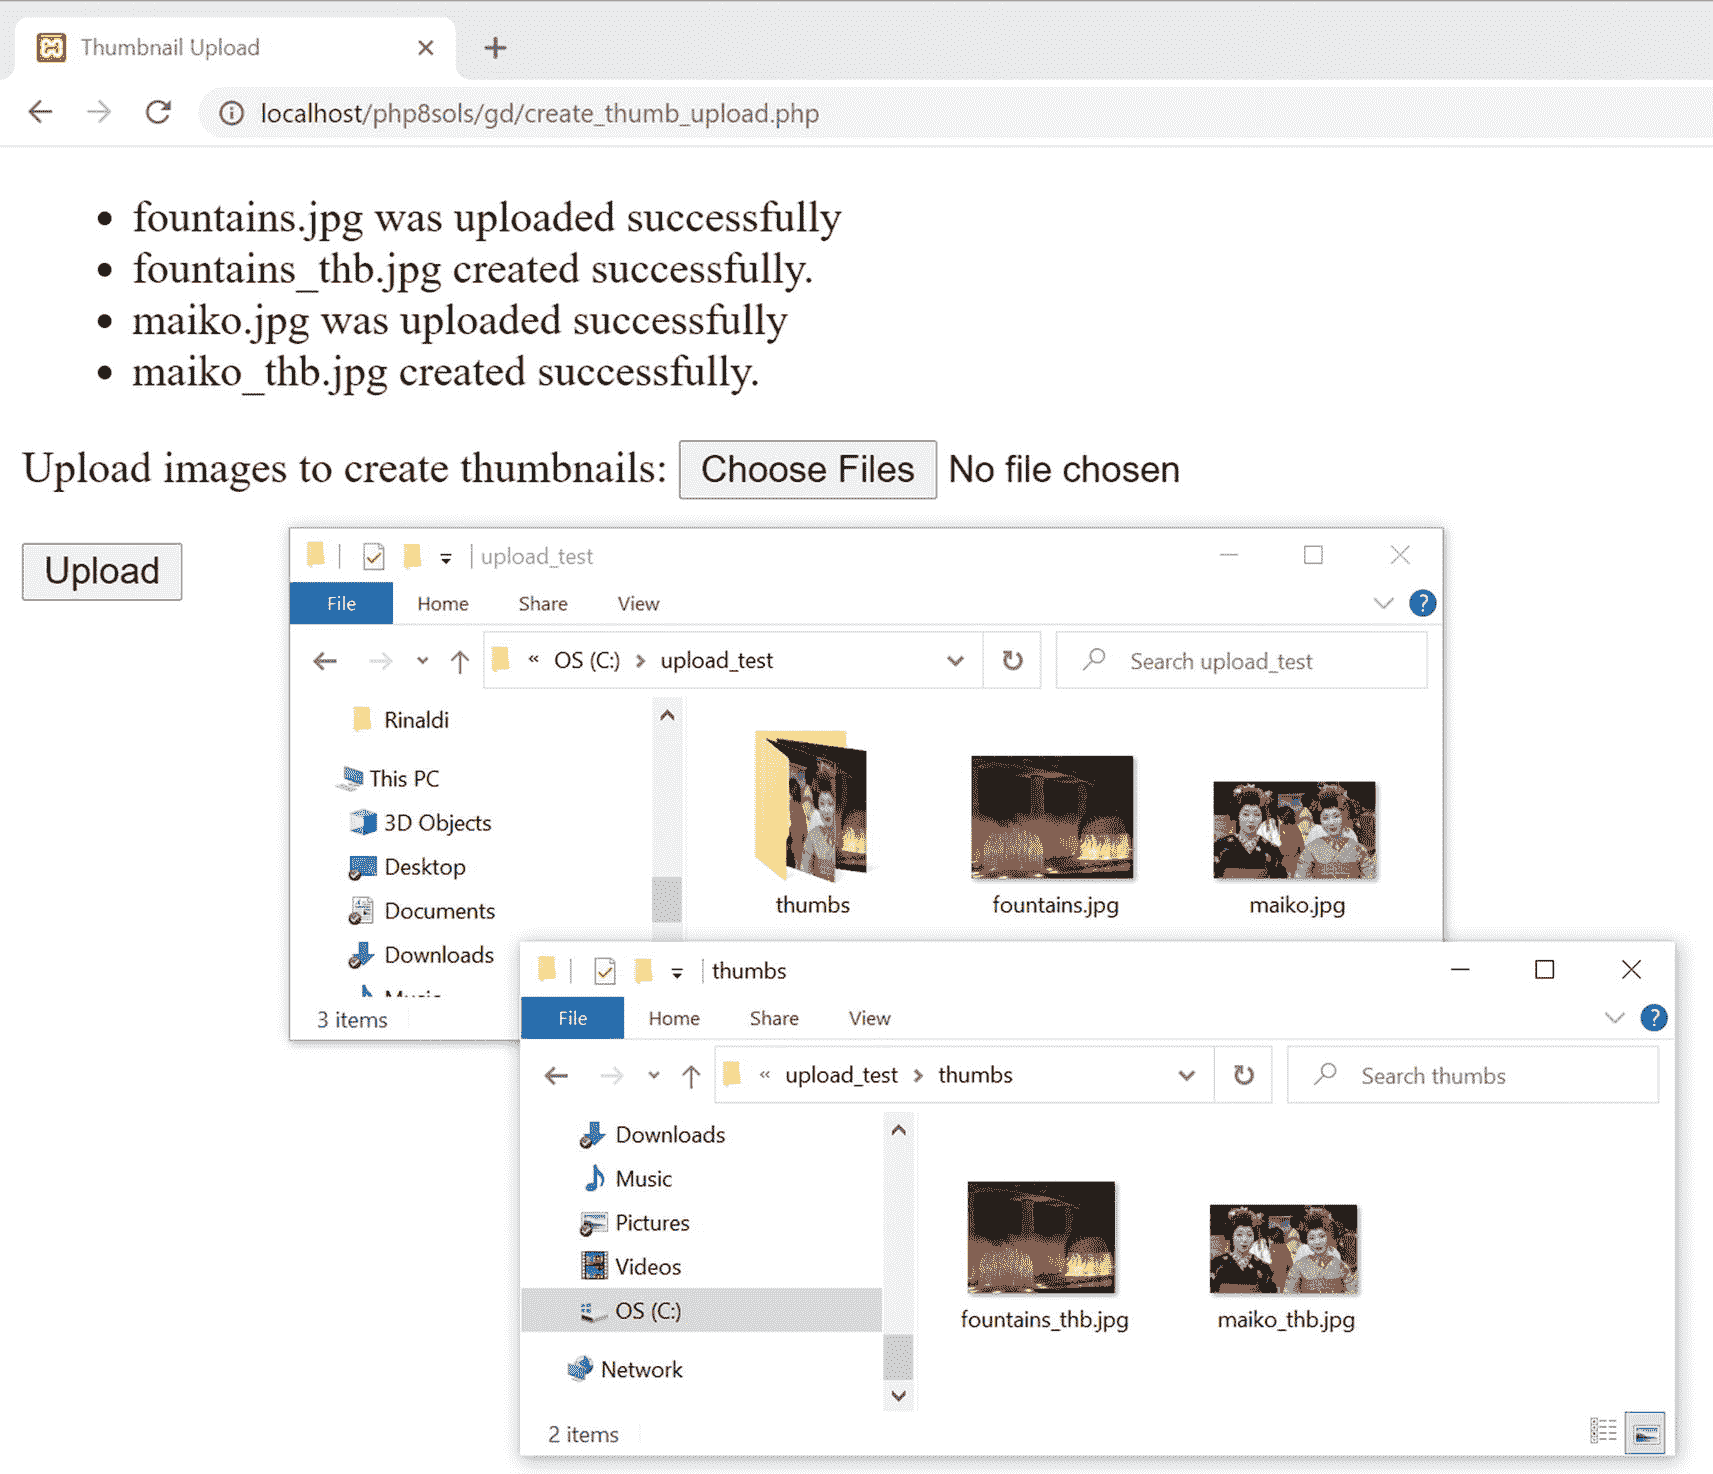 Thumbnail Upload
localhost/php8sols/gd/create_thumb_upload.php
• fountains.jpg was uploaded successfully
• fountains_thb.jpg created successfully.
• maiko.jpg was uploaded successfully
• maiko_thb.jpg created successfully.
Upload images to create thumbnails: Choose Files No file chosen
Upload
upload_test
File Home Share View ?
« OS (C:) > upload_test Search upload_test
Rinaldi
This PC
3D Objects
Desktop
Documents
Downloads
thumbs fountains.jpg maiko.jpg
3 items
thumbs
File Home Share View ?
« upload_test > thumbs Search thumbs
Downloads
Music
Pictures
Videos
OS (C:)
Network
fountains_thb.jpg maiko_thb.jpg
2 items